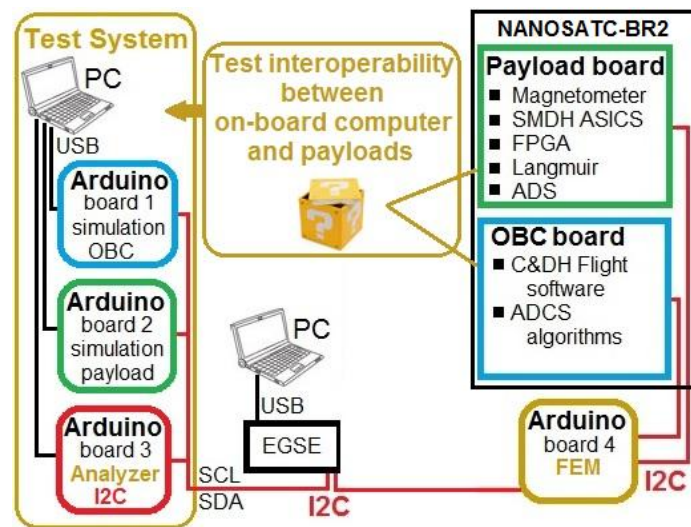 Test System
PC
USB
Arduino
board 1
simulation
OBC
Arduino
board 2
simulation
payload
Arduino
board 3
Analyzer
I2C
Test interoperability
between
on-board computer
and payloads
? ? ?
PC
USB
EGSE
SCL
SDA
I2C
NANOSATC-BR2
Payload board
■ Magnetometer
■ SMDH ASICS
■ FPGA
■ Langmuir
■ ADS
OBC board
■ C&DH Flight
software
■ ADCS
algorithms
Arduino
board 4
FEM
I2C